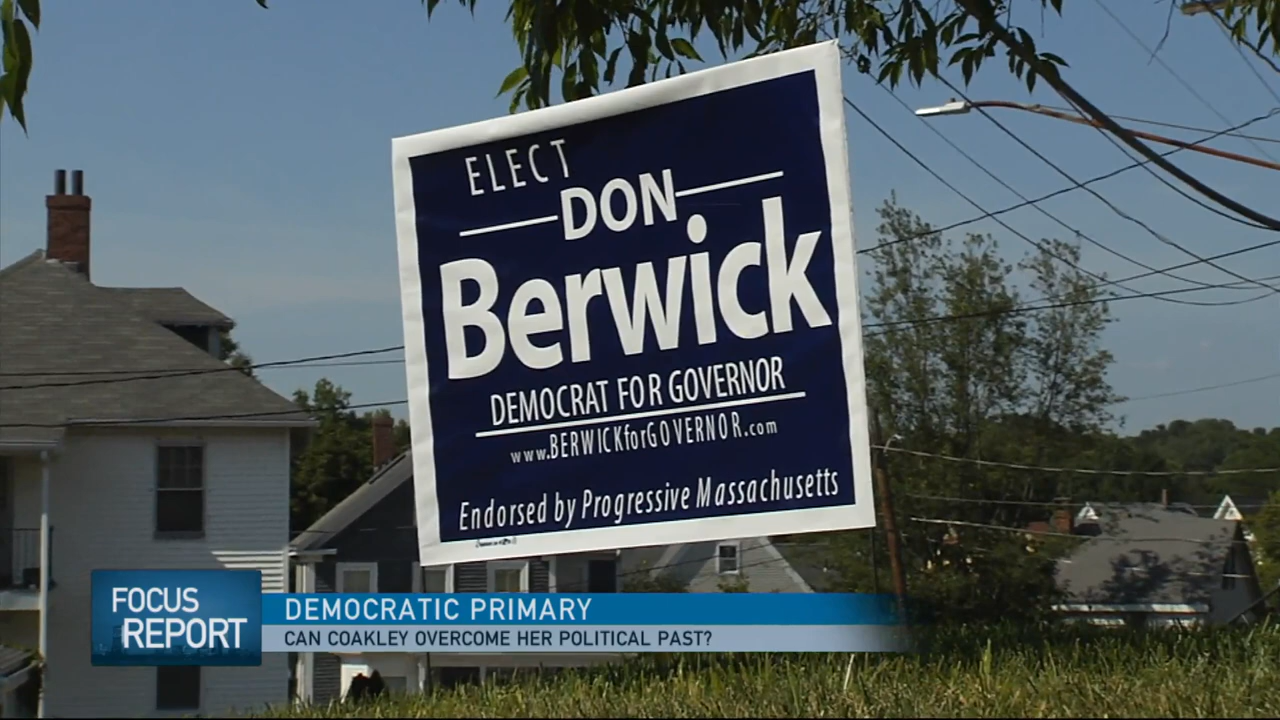 ELECT
DON
Berwick
DEMOCRAT FOR GOVERNOR
www.BERWICKforGOVERNOR.com
Endorsed by Progressive Massachusetts
FOCUS
REPORT
DEMOCRATIC PRIMARY
CAN COAKLEY OVERCOME HER POLITICAL PAST?